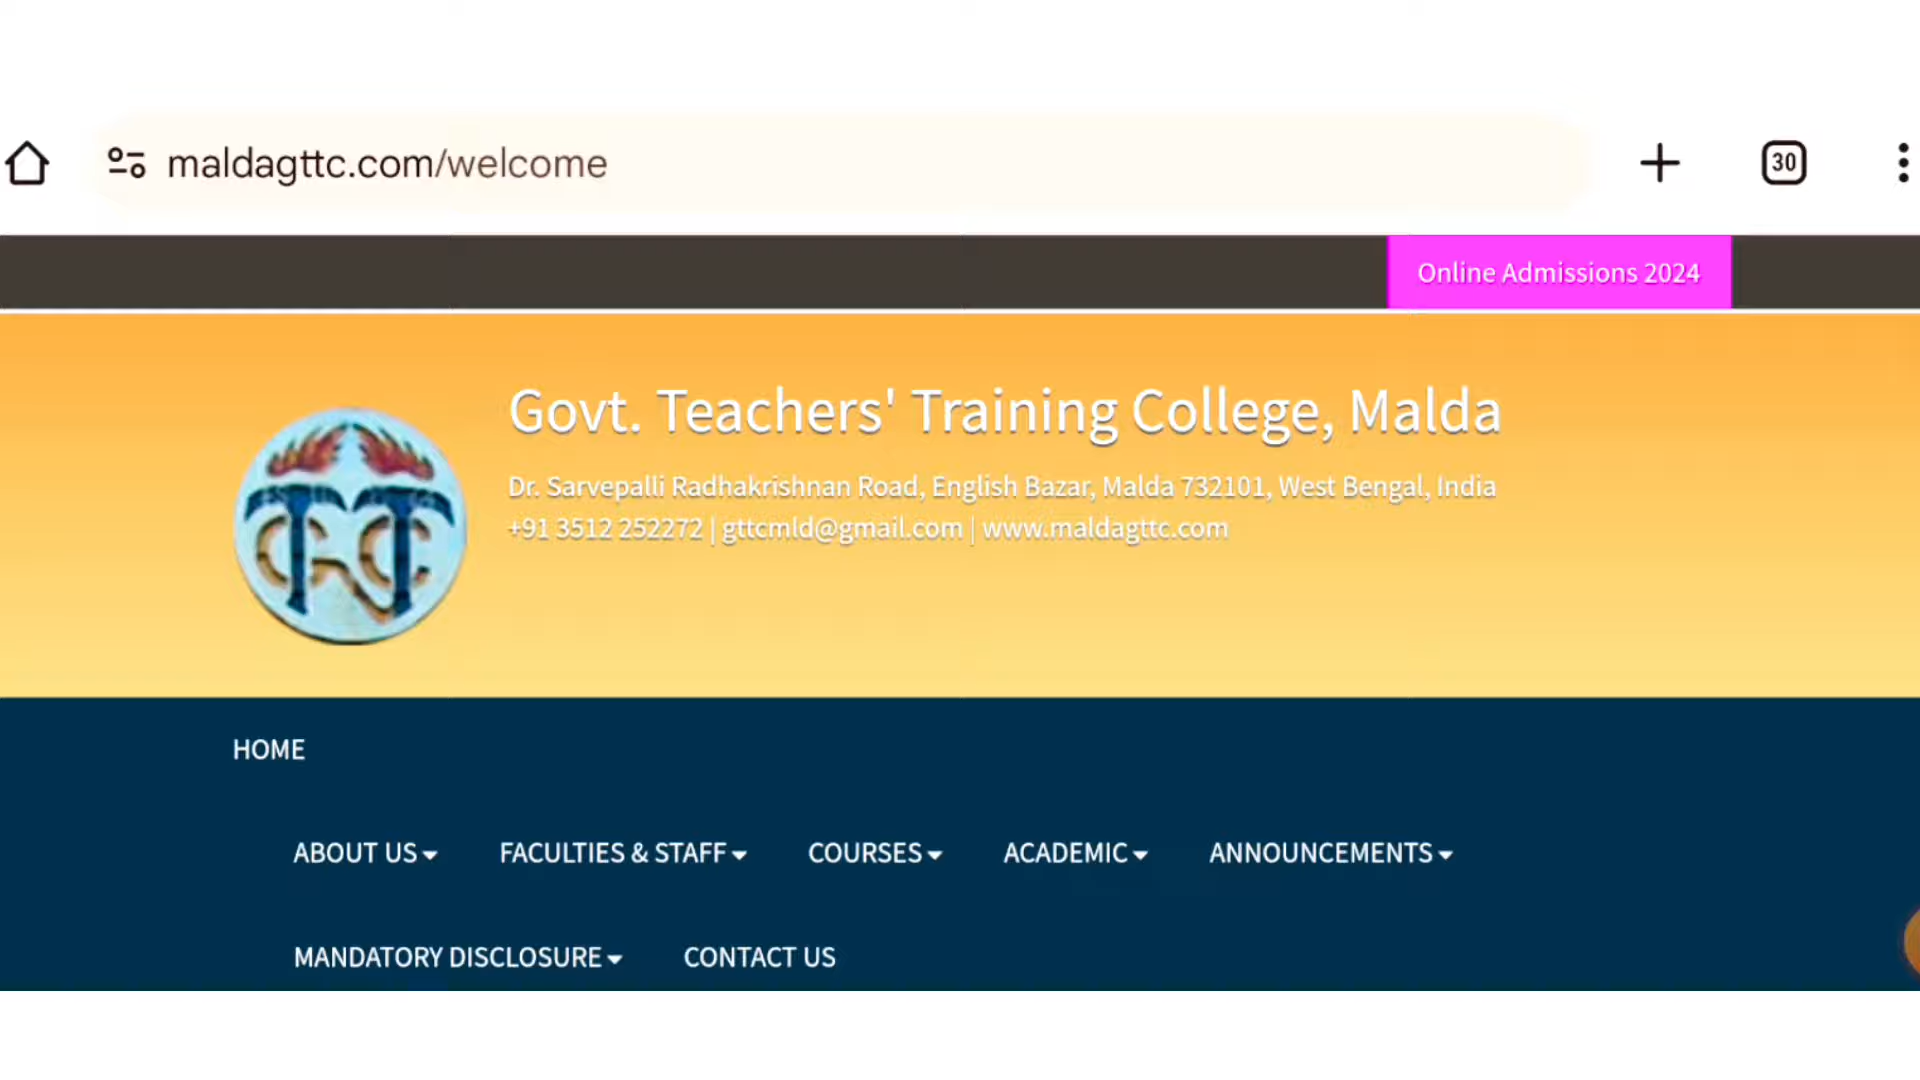 maldagttc.com/welcome
30
Online Admissions 2024
Govt. Teachers' Training College, Malda
Dr. Sarvepalli Radhakrishnan Road, English Bazar, Malda 732101, West Bengal, India
+91 3512 252272 | gttcmld@gmail.com | www.maldagttc.com
HOME
ABOUT US FACULTIES & STAFF COURSES ACADEMIC ANNOUNCEMENTS
MANDATORY DISCLOSURE CONTACT US